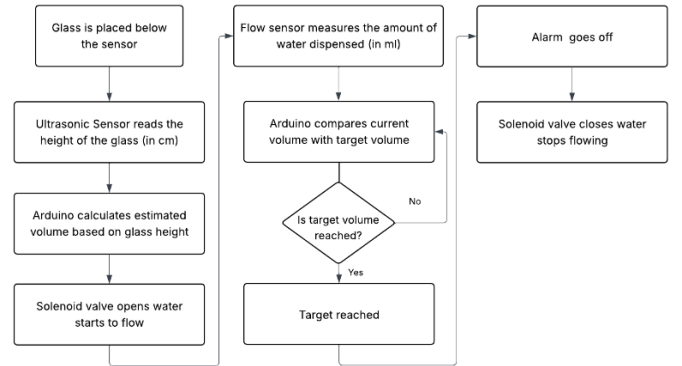 Glass is placed below
the sensor
Ultrasonic Sensor reads the
height of the glass (in cm)
Arduino calculates estimated
volume based on glass height
Solenoid valve opens water
starts to flow
Flow sensor measures the amount of
water dispensed (in ml)
Arduino compares current
volume with target volume
Is target volume
reached?
No
Yes
Target reached
Alarm goes off
Solenoid valve closes water
stops flowing